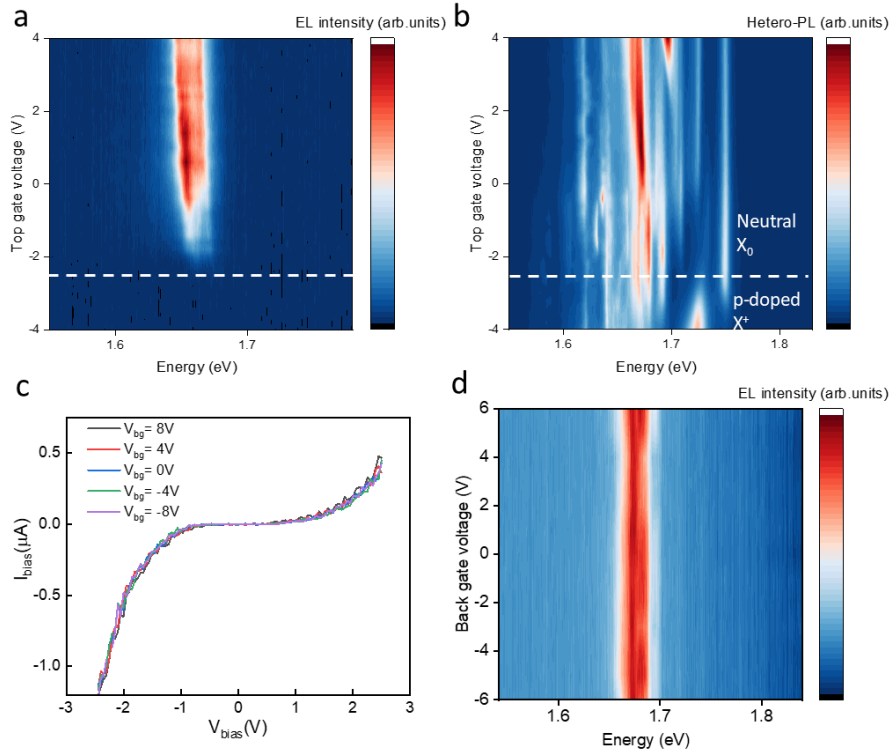 a
EL intensity (arb.units)
4
2
0
-2
-4
Top gate voltage (V)
1.6
1.7
Energy (eV)
b
Hetero-PL (arb.units)
4
2
0
-2
-4
Top gate voltage (V)
Neutral
X0
p-doped
X+
1.6
1.7
1.8
Energy (eV)
c
Vbg= 8V
Vbg= 4V
Vbg= 0V
Vbg= -4V
Vbg= -8V
0.5
0.0
-0.5
-1.0
Ibias(μA)
-3
-2
-1
0
1
2
3
Vbias(V)
d
EL intensity (arb.units)
6
4
2
0
-2
-4
-6
Back gate voltage (V)
1.6
1.7
1.8
Energy (eV)